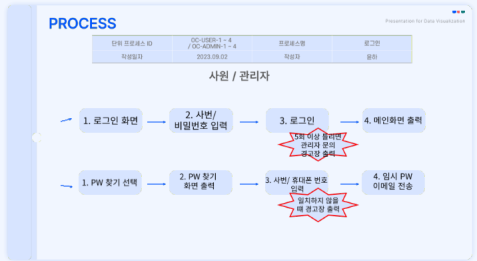 PROCESS
Presentation for Data Visualization
단위 프로세스 ID
OC-USER-1 ~ 4
/ OC-ADMIN-1 ~ 4
프로세스명
로그인
작성일자
2023.09.02
작성자
사원 / 관리자
1. 로그인 화면
2. 사번/
비밀번호 입력
3. 로그인
4. 메인화면 출력
5회 이상 틀리면
관리자 문의
경고창 출력
1. PW 찾기 선택
2. PW 찾기
화면 출력
3. 사번/ 휴대폰 번호
입력
4. 임시 PW
이메일 전송
일치하지 않을
때 경고창 출력